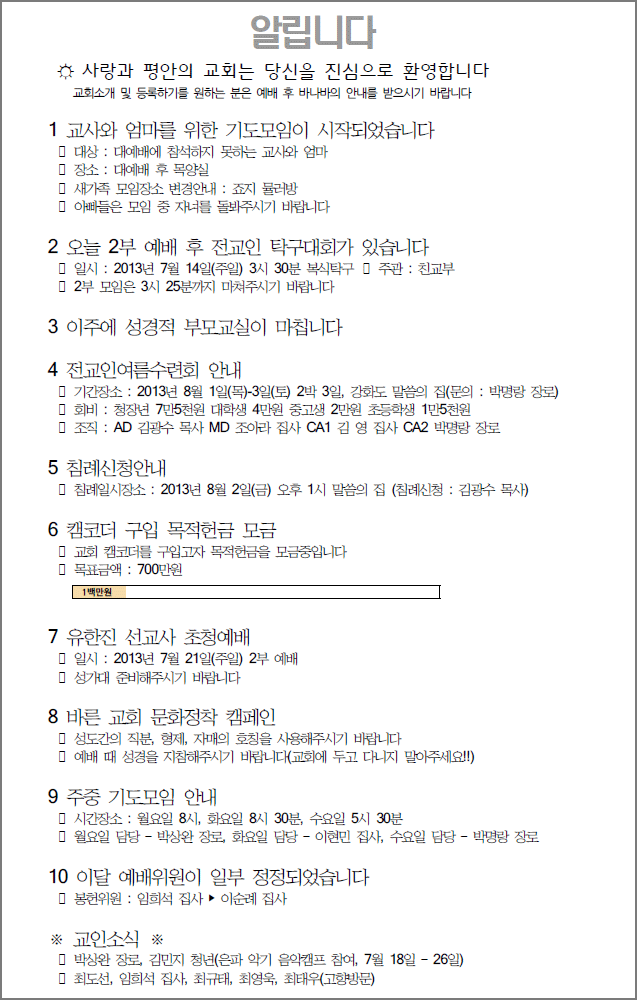 알립니다
☼ 사랑과 평안의 교회는 당신을 진심으로 환영합니다
교회소개 및 등록하기를 원하는 분은 예배 후 바나바의 안내를 받으시기 바랍니다
1 교사와 엄마를 위한 기도모임이 시작되었습니다
▯ 대상 : 대예배에 참석하지 못하는 교사와 엄마
▯ 장소 : 대예배 후 목양실
▯ 새가족 모임장소 변경안내 : 죠지 뮬러방
▯ 아빠들은 모임 중 자녀를 돌봐주시기 바랍니다
2 오늘 2부 예배 후 전교인 탁구대회가 있습니다
▯ 일시 : 2013년 7월 14일(주일) 3시 30분 복식탁구 ▯ 주관 : 친교부
▯ 2부 모임은 3시 25분까지 마쳐주시기 바랍니다
3 이주에 성경적 부모교실이 마칩니다
4 전교인여름수련회 안내
▯ 기간장소 : 2013년 8월 1일(목)-3일(토) 2박 3일, 강화도 말씀의 집(문의 : 박명랑 장로)
▯ 회비 : 청장년 7만5천원 대학생 4만원 중고생 2만원 초등학생 1만5천원
▯ 조직 : AD 김광수 목사 MD 조아라 집사 CA1 김 영 집사 CA2 박명랑 장로
5 침례신청안내
▯ 침례일시장소 : 2013년 8월 2일(금) 오후 1시 말씀의 집 (침례신청 : 김광수 목사)
6 캠코더 구입 목적헌금 모금
▯ 교회 캠코더를 구입고자 목적헌금을 모금중입니다
▯ 목표금액 : 700만원
1백만원
7 유한진 선교사 초청예배
▯ 일시 : 2013년 7월 21일(주일) 2부 예배
▯ 성가대 준비해주시기 바랍니다
8 바른 교회 문화정착 캠페인
▯ 성도간의 직분, 형제, 자매의 호칭을 사용해주시기 바랍니다
▯ 예배 때 성경을 지참해주시기 바랍니다(교회에 두고 다니지 말아주세요!!)
9 주중 기도모임 안내
▯ 시간장소 : 월요일 8시, 화요일 8시 30분, 수요일 5시 30분
▯ 월요일 담당 - 박상완 장로, 화요일 담당 - 이현민 집사, 수요일 담당 - 박명랑 장로
10 이달 예배위원이 일부 정정되었습니다
▯ 봉헌위원 : 임희석 집사 ▶ 이순례 집사
※ 교인소식 ※
▯ 박상완 장로, 김민지 청년(은파 악기 음악캠프 참여, 7월 18일 - 26일)
▯ 최도선, 임희석 집사, 최규태, 최영욱, 최태우(고향방문)